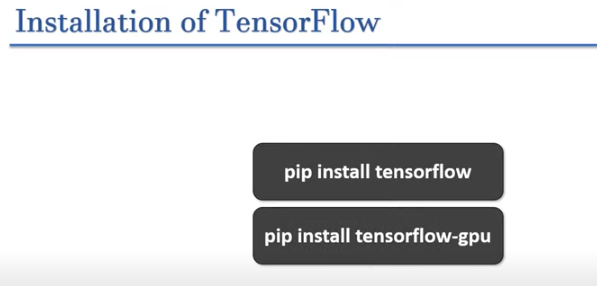 Installation of TensorFlow
pip install tensorflow
pip install tensorflow-gpu